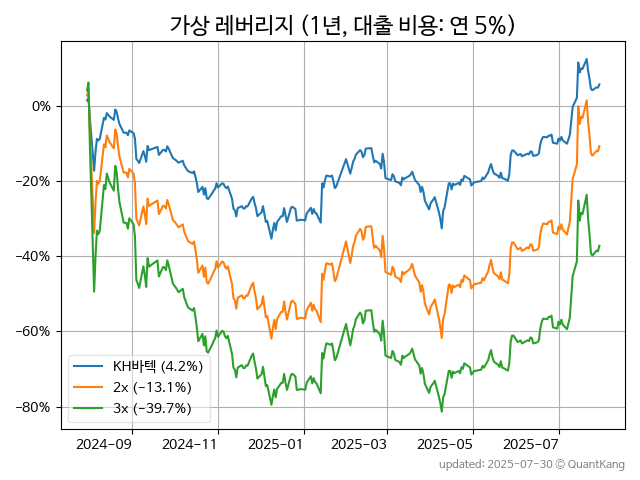 가상 레버리지 (1년, 대출 비용: 연 5%)
0%
−20%
−40%
−60%
−80%
KH바텍 (4.2%)
2x (−13.1%)
3x (−39.7%)
2024-09
2024-11
2025-01
2025-03
2025-05
2025-07
updated: 2025-07-30 © QuantKang